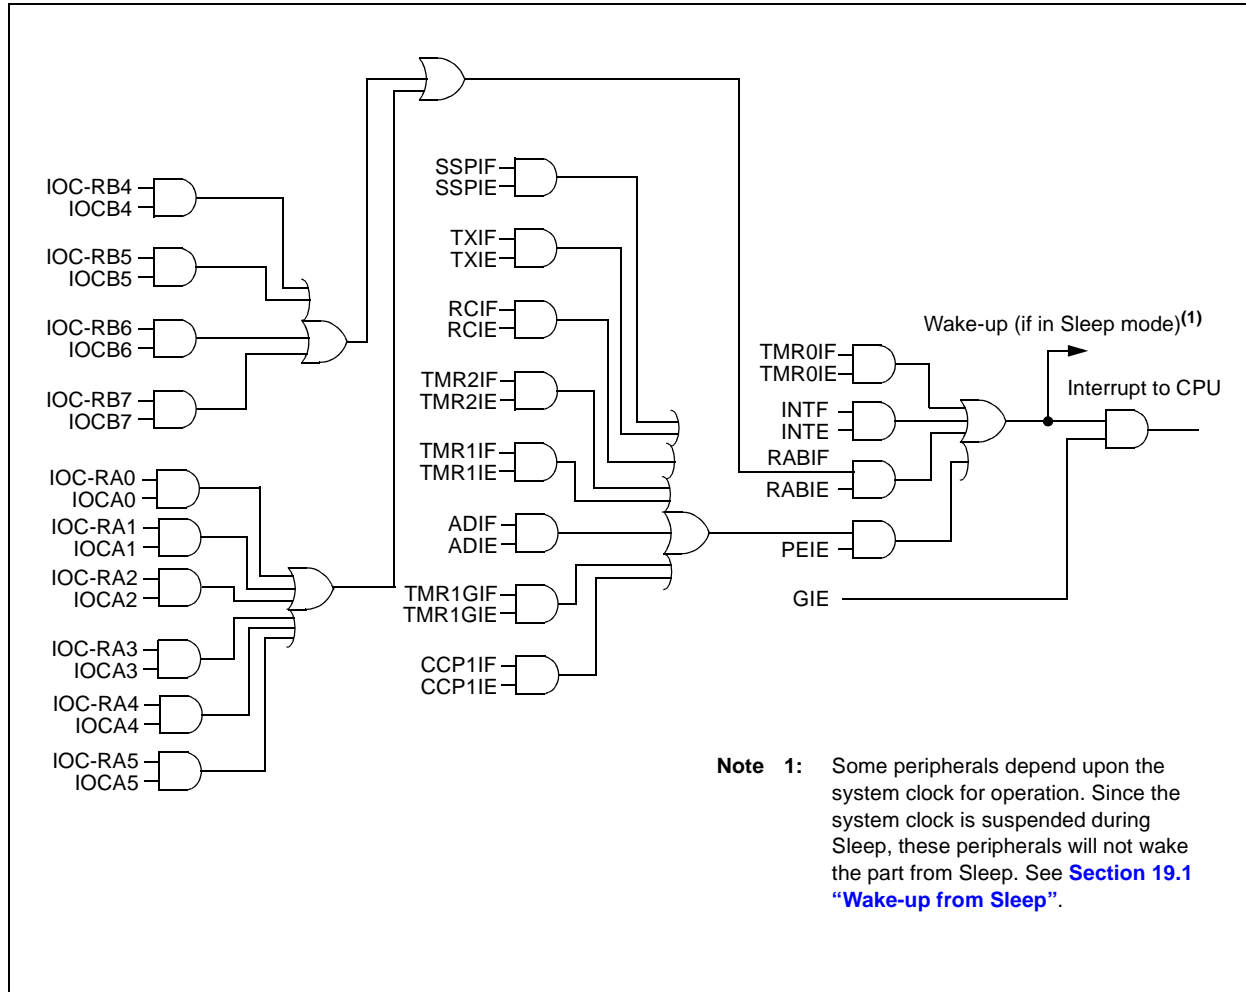 IOC-RB4
IOCB4
IOC-RB5
IOCB5
IOC-RB6
IOCB6
IOC-RB7
IOCB7
IOC-RA0
IOCA0
IOC-RA1
IOCA1
IOC-RA2
IOCA2
IOC-RA3
IOCA3
IOC-RA4
IOCA4
IOC-RA5
IOCA5
SSPIF
SSPIE
TXIF
TXIE
RCIF
RCIE
TMR2IF
TMR2IE
TMR1IF
TMR1IE
ADIF
ADIE
TMR1GIF
TMR1GIE
CCP1IF
CCP1IE
Wake-up (if in Sleep mode)(1)
TMR0IF
TMR0IE
Interrupt to CPU
INTF
INTE
RABIF
RABIE
PEIE
GIE
Note 1: Some peripherals depend upon the
system clock for operation. Since the
system clock is suspended during
Sleep, these peripherals will not wake
the part from Sleep. See Section 19.1
“Wake-up from Sleep”.